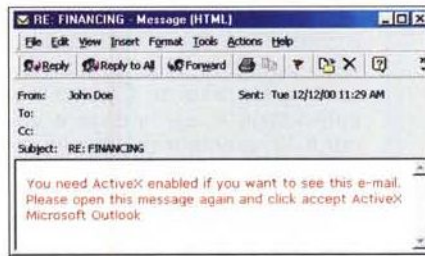 RE: FINANCING - Message (HTML)
File Edit View Insert Format Tools Actions Help
Reply Reply to All Forward
From: John Doe Sent: Tue 12/12/00 11:29 AM
To:
Cc:
Subject: RE: FINANCING
You need ActiveX enabled if you want to see this e-mail.
Please open this message again and click accept ActiveX
Microsoft Outlook